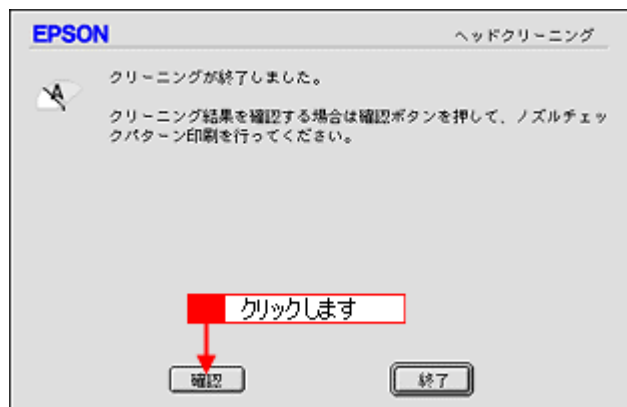 EPSON
ヘッドクリーニング
クリーニングが終了しました。
クリーニング結果を確認する場合は確認ボタンを押して、ノズルチェッ
クパターン印刷を行ってください。
クリックします
確認
終了